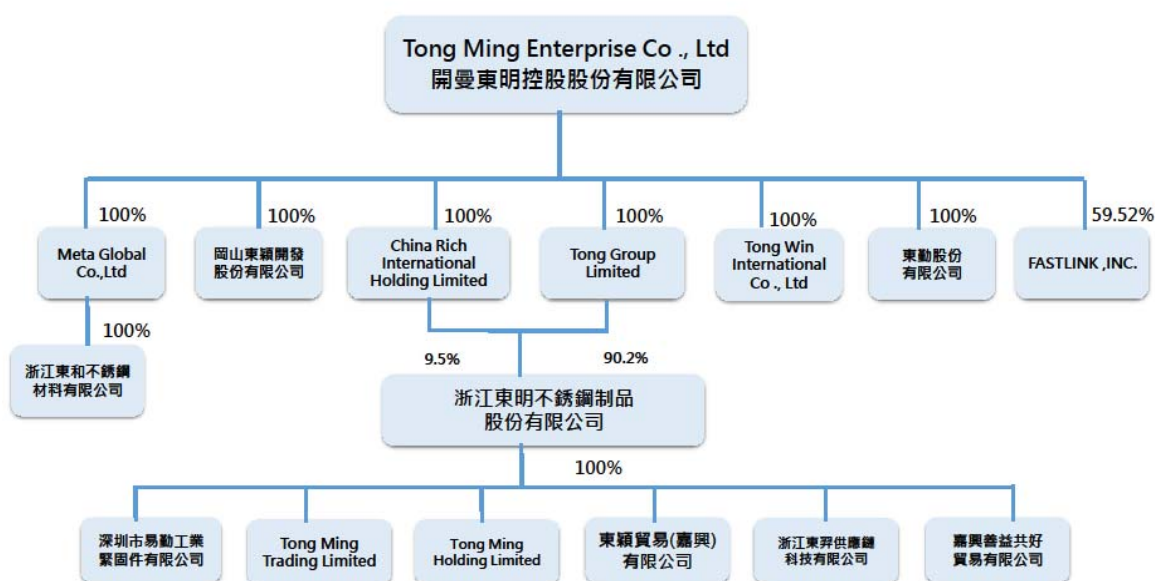 Tong Ming Enterprise Co ., Ltd
開曼東明控股股份有限公司
100%
100%
100%
100%
100%
100%
59.52%
Meta Global
Co.,Ltd
岡山東穎開發
股份有限公司
China Rich
International
Holding Limited
Tong Group
Limited
Tong Win
International
Co ., Ltd
東勤股份
有限公司
FASTLINK ,INC.
100%
浙江東和不銹鋼
材料有限公司
9.5%
90.2%
浙江東明不銹鋼制品
股份有限公司
100%
深圳市易勤工業
緊固件有限公司
Tong Ming
Trading Limited
Tong Ming
Holding Limited
東穎貿易(嘉興)
有限公司
浙江東羿供應鏈
科技有限公司
嘉興善益共好
貿易有限公司